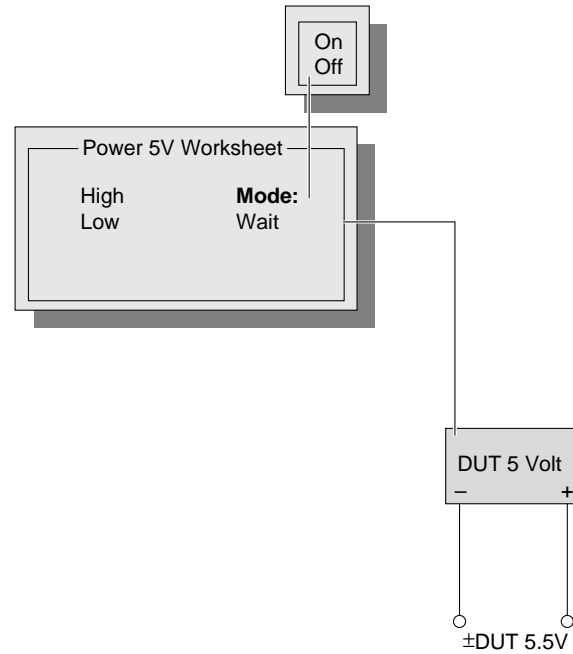 On
Off
Power 5V Worksheet
High Mode:
Low Wait
DUT 5 Volt
– +
±DUT 5.5V